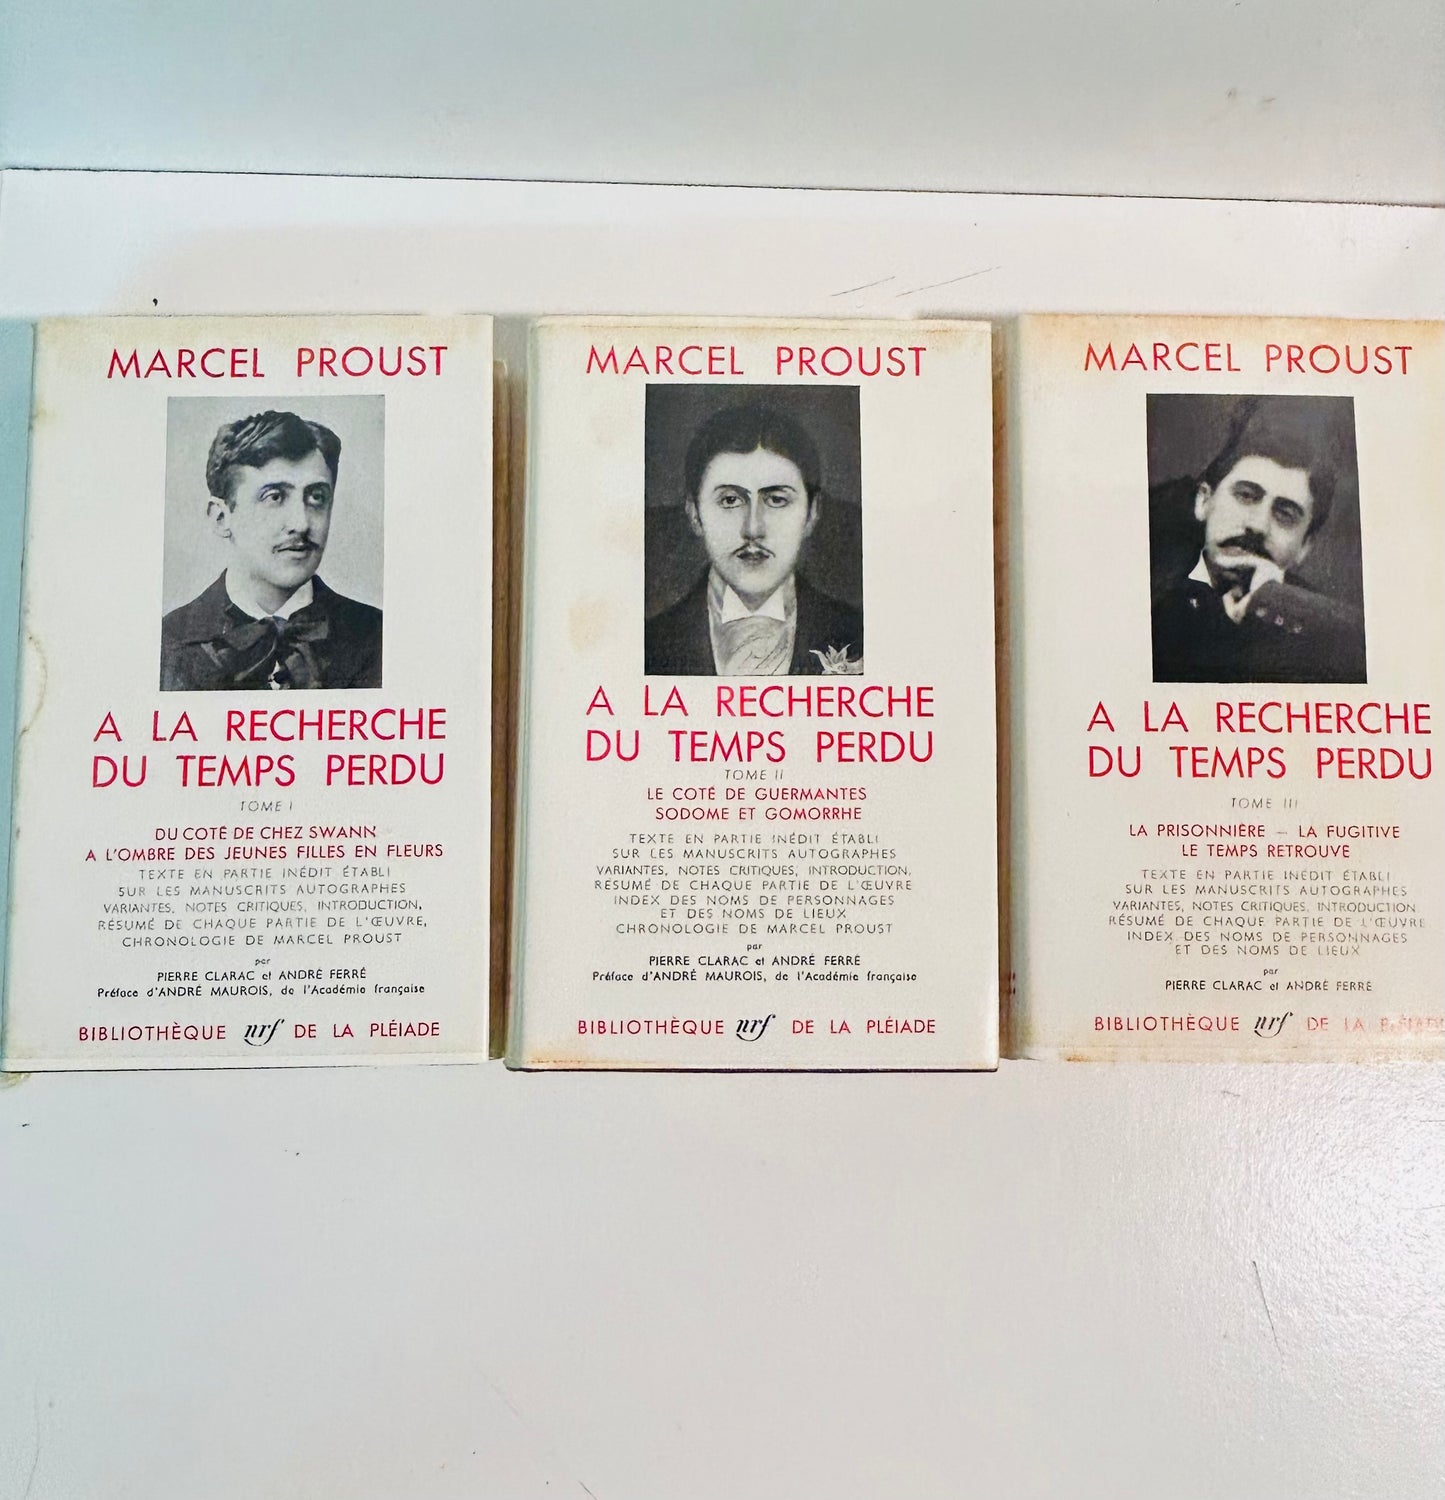 MARCEL PROUST
A LA RECHERCHE
DU TEMPS PERDU
TOME I
DU COTÉ DE CHEZ SWANN
A L'OMBRE DES JEUNES FILLES EN FLEURS
TEXTE EN PARTIE INÉDIT ÉTABLI
SUR LES MANUSCRITS AUTOGRAPHES
VARIANTES, NOTES CRITIQUES, INTRODUCTION,
RÉSUMÉ DE CHAQUE PARTIE DE L'ŒUVRE,
CHRONOLOGIE DE MARCEL PROUST
par
PIERRE CLARAC et ANDRÉ FERRÉ
Préface d'ANDRÉ MAUROIS, de l'Académie française
BIBLIOTHÈQUE nrf DE LA PLÉIADE
MARCEL PROUST
A LA RECHERCHE
DU TEMPS PERDU
TOME II
LE COTÉ DE GUERMANTES
SODOME ET GOMORRHE
TEXTE EN PARTIE INÉDIT ÉTABLI
SUR LES MANUSCRITS AUTOGRAPHES
VARIANTES, NOTES CRITIQUES, INTRODUCTION,
RÉSUMÉ DE CHAQUE PARTIE DE L'ŒUVRE
INDEX DES NOMS DE PERSONNAGES
ET DES NOMS DE LIEUX
CHRONOLOGIE DE MARCEL PROUST
par
PIERRE CLARAC et ANDRÉ FERRÉ
Préface d'ANDRÉ MAUROIS, de l'Académie française
BIBLIOTHÈQUE nrf DE LA PLÉIADE
MARCEL PROUST
A LA RECHERCHE
DU TEMPS PERDU
TOME III
LA PRISONNIÈRE – LA FUGITIVE
LE TEMPS RETROUVÉ
TEXTE EN PARTIE INÉDIT ÉTABLI
SUR LES MANUSCRITS AUTOGRAPHES
VARIANTES, NOTES CRITIQUES, INTRODUCTION
RÉSUMÉ DE CHAQUE PARTIE DE L'ŒUVRE
INDEX DES NOMS DE PERSONNAGES
ET DES NOMS DE LIEUX
par
PIERRE CLARAC et ANDRÉ FERRÉ
BIBLIOTHÈQUE nrf DE LA PLÉIADE